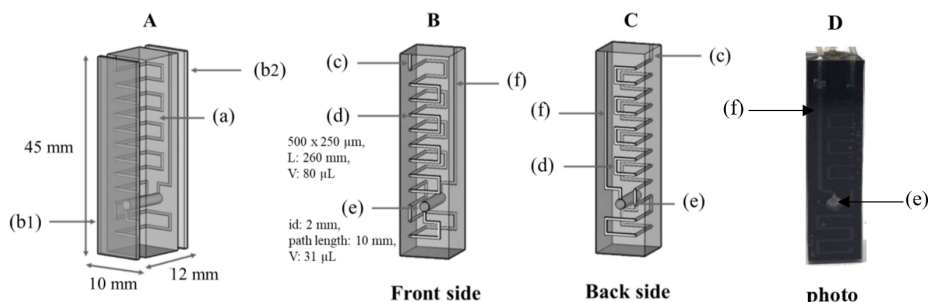 A
B
C
D
(b2)
(a)
45 mm
(b1)
10 mm
12 mm
(c)
(f)
(d)
500 x 250 µm,
L: 260 mm,
V: 80 µL
(e)
id: 2 mm,
path length: 10 mm,
V: 31 µL
Front side
(c)
(f)
(d)
(e)
Back side
(f)
(e)
photo